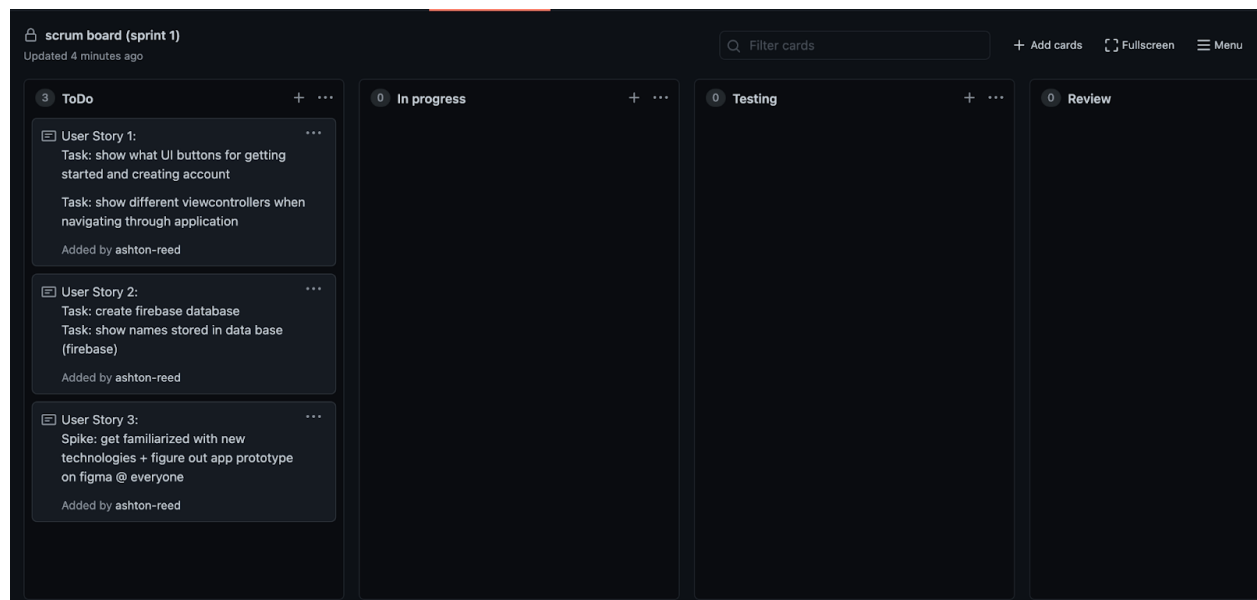 scrum board (sprint 1)
Updated 4 minutes ago
Filter cards
Add cards
Fullscreen
Menu
3 ToDo
User Story 1:
Task: show what UI buttons for getting
started and creating account
Task: show different viewcontrollers when
navigating through application
Added by ashton-reed
User Story 2:
Task: create firebase database
Task: show names stored in data base
(firebase)
Added by ashton-reed
User Story 3:
Spike: get familiarized with new
technologies + figure out app prototype
on figma @ everyone
Added by ashton-reed
0 In progress
0 Testing
0 Review